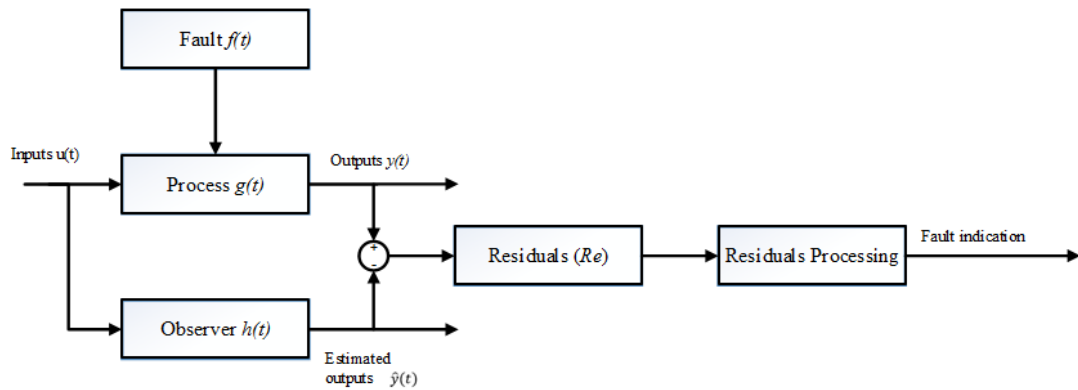 Fault f(t)
Inputs u(t)
Process g(t)
Outputs y(t)
+
-
Residuals (Re)
Residuals Processing
Fault indication
Observer h(t)
Estimated
outputs ŷ(t)